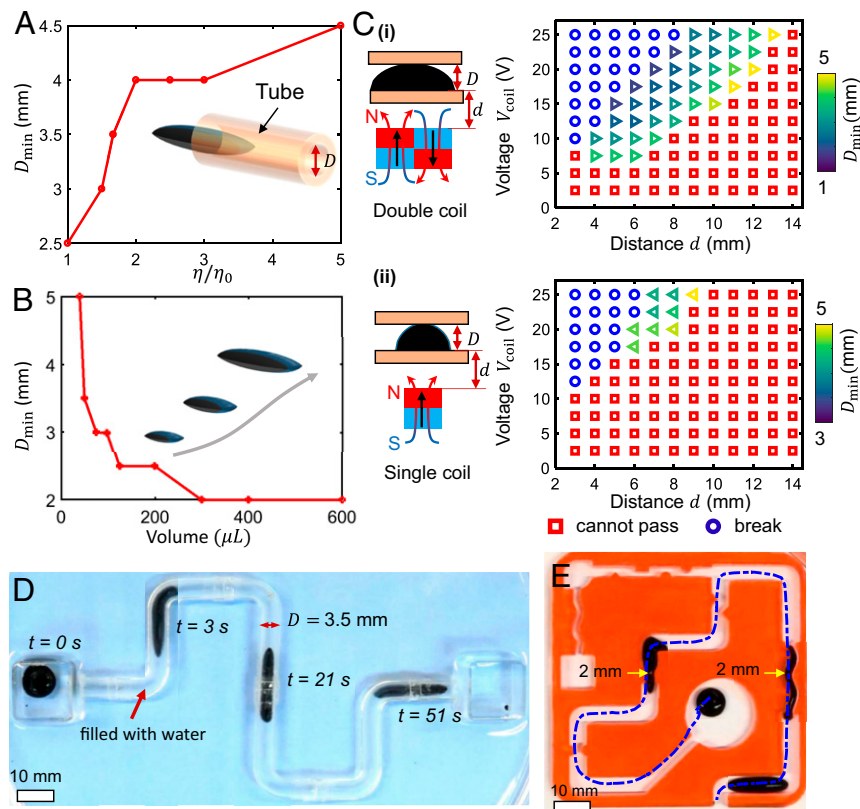 A
4.5
4
3.5
3
2.5
D_min (mm)
1
2
3
4
5
η/η₀
Tube
D
B
5
4
3
2
D_min (mm)
0
200
400
600
Volume (μL)
C
(i)
D
d
N
S
Double coil
25
20
15
10
5
0
Voltage V_coil (V)
2
4
6
8
10
12
14
Distance d (mm)
5
1
D_min (mm)
(ii)
D
d
N
S
Single coil
25
20
15
10
5
0
Voltage V_coil (V)
2
4
6
8
10
12
14
Distance d (mm)
5
3
D_min (mm)
cannot pass
break
D
t = 0 s
t = 3 s
D = 3.5 mm
t = 21 s
t = 51 s
filled with water
10 mm
E
2 mm
2 mm
10 mm